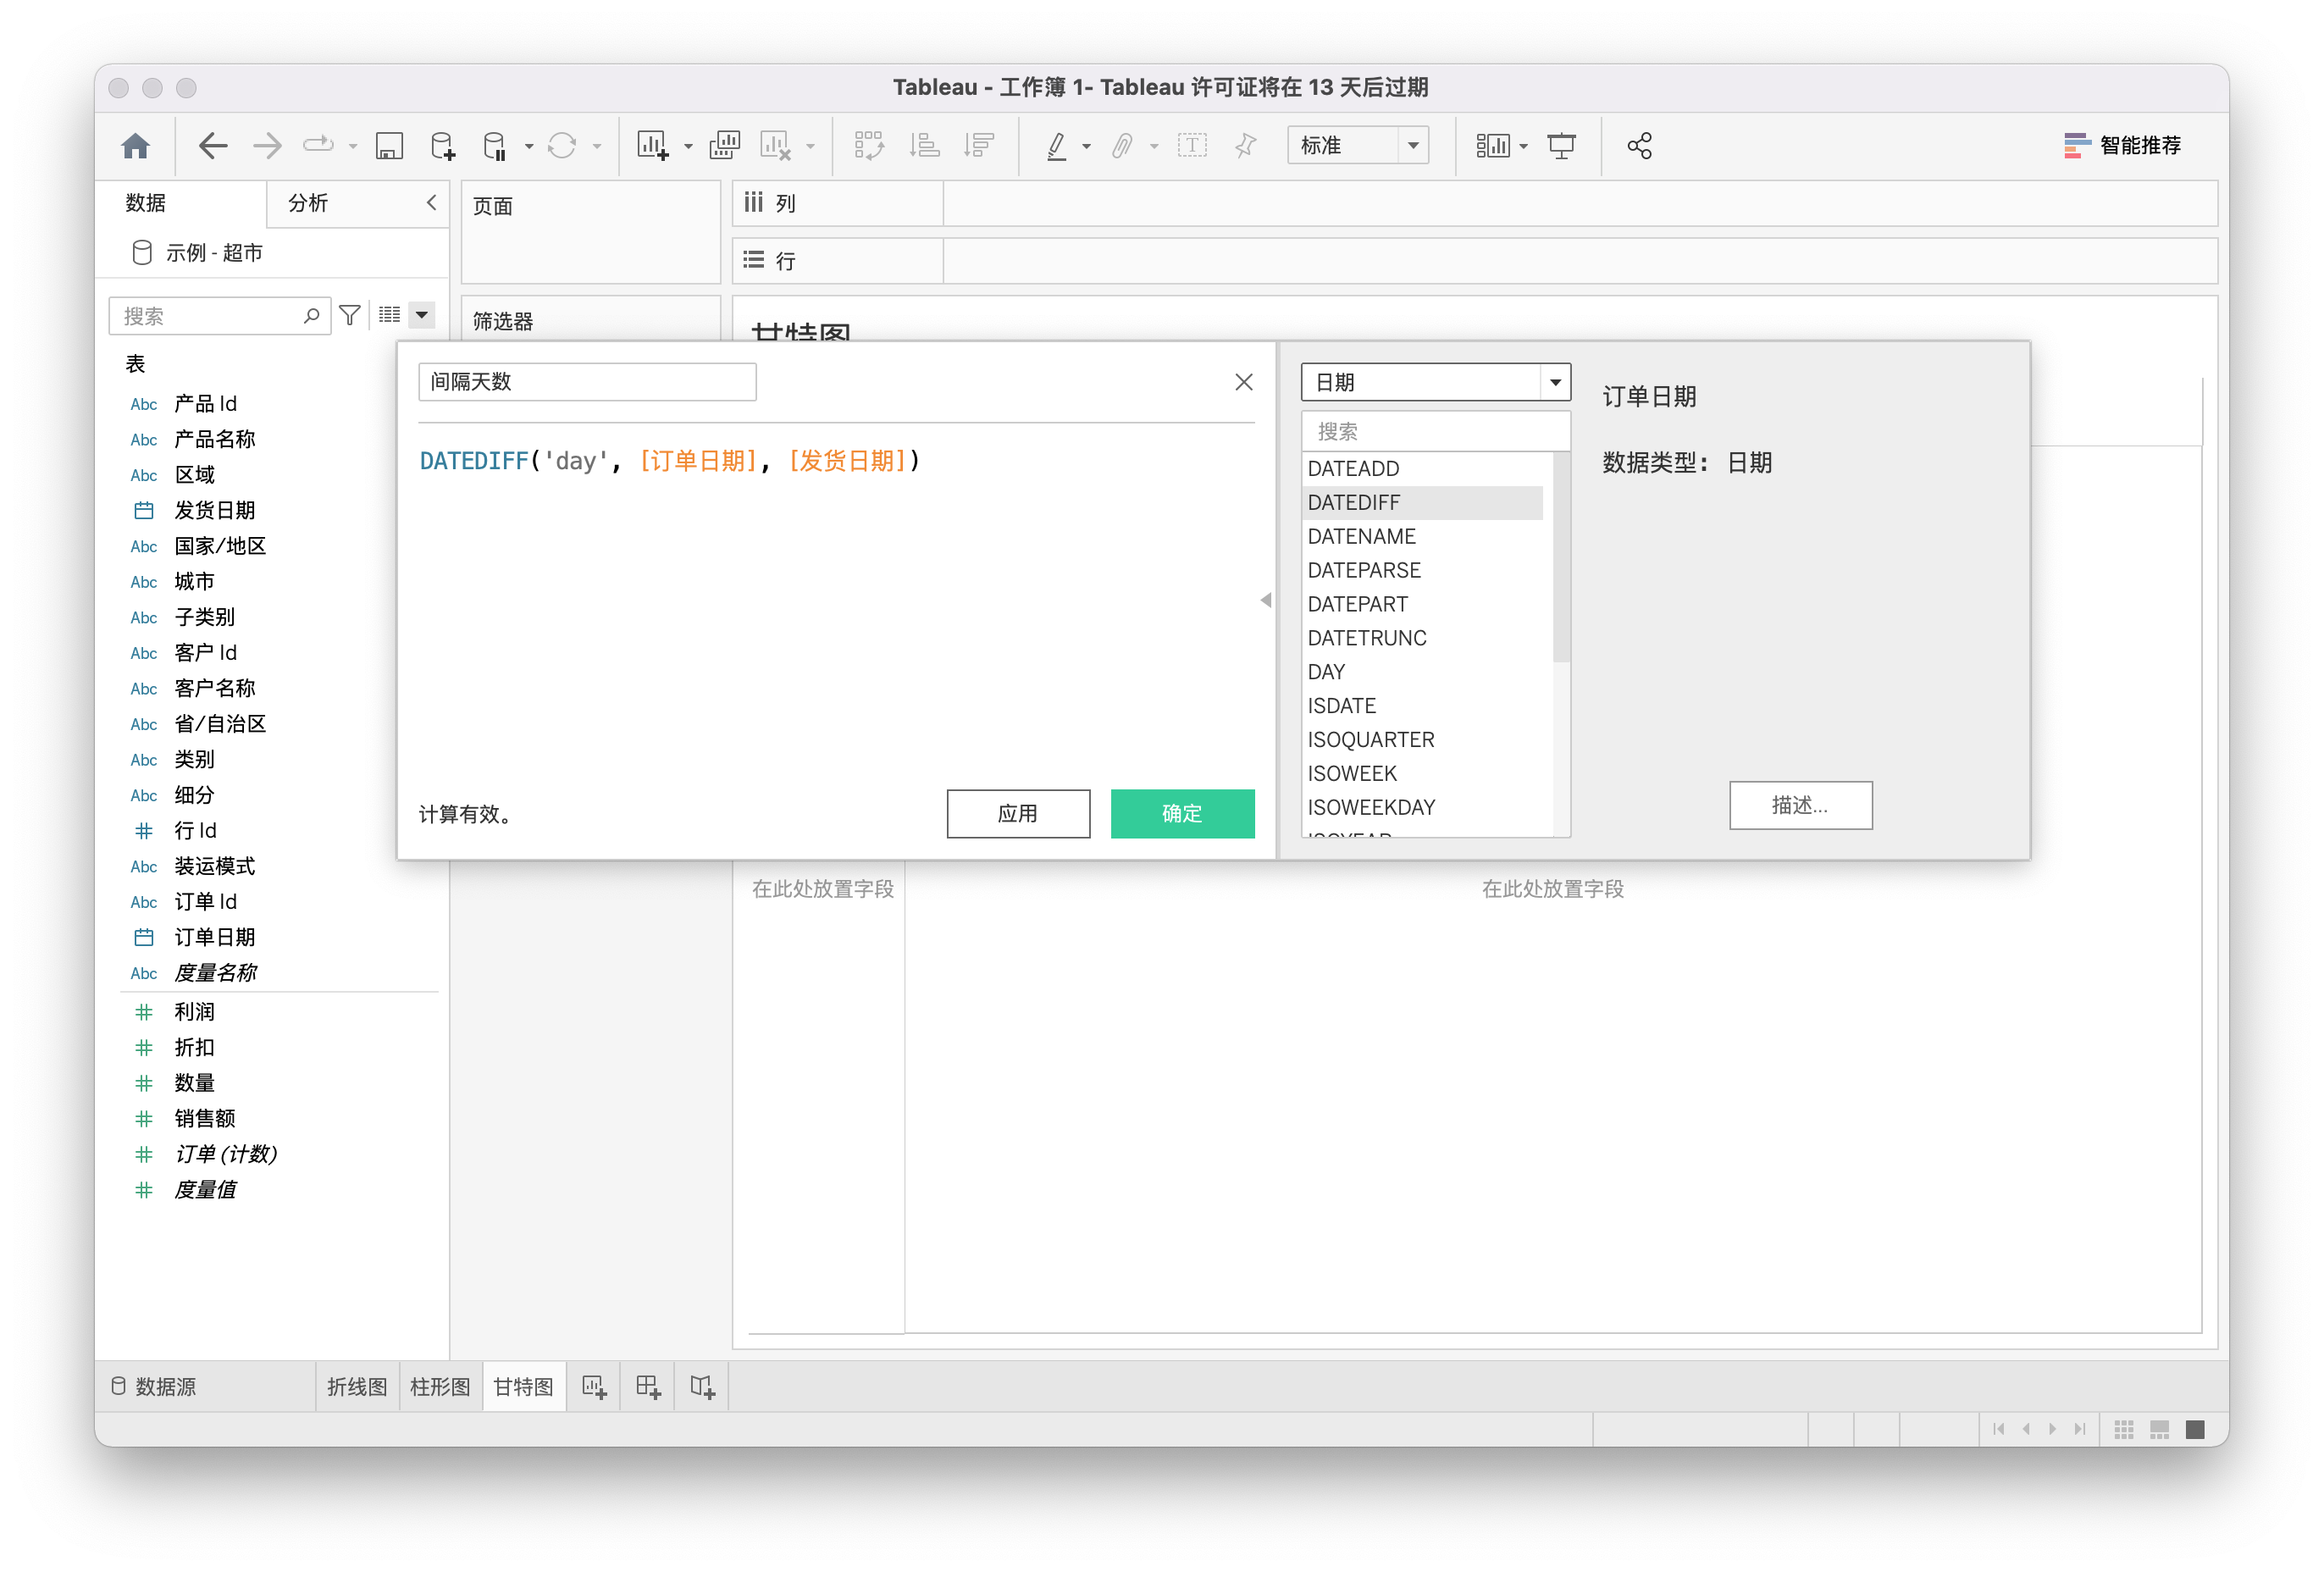 Tableau - 工作簿 1- Tableau 许可证将在 13 天后过期
标准
智能推荐
数据
分析
示例 - 超市
搜索
表
Abc 产品 Id
Abc 产品名称
Abc 区域
发货日期
Abc 国家/地区
Abc 城市
Abc 子类别
Abc 客户 Id
Abc 客户名称
Abc 省/自治区
Abc 类别
Abc 细分
行 Id
Abc 装运模式
Abc 订单 Id
订单日期
Abc 度量名称
利润
折扣
数量
销售额
订单 (计数)
度量值
页面
筛选器
列
行
甘特图
间隔天数
DATEDIFF('day', [订单日期], [发货日期])
计算有效。
应用
确定
日期
搜索
DATEADD
DATEDIFF
DATENAME
DATEPARSE
DATEPART
DATETRUNC
DAY
ISDATE
ISOQUARTER
ISOWEEK
ISOWEEKDAY
ISOYEAR
订单日期
数据类型: 日期
描述...
在此处放置字段
在此处放置字段
数据源
折线图
柱形图
甘特图